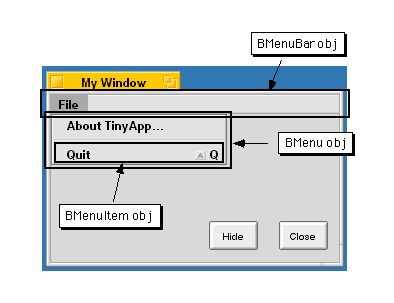 BMenuBar obj
My Window
File
About TinyApp...
BMenu obj
Quit A Q
BMenuItem obj
Hide Close